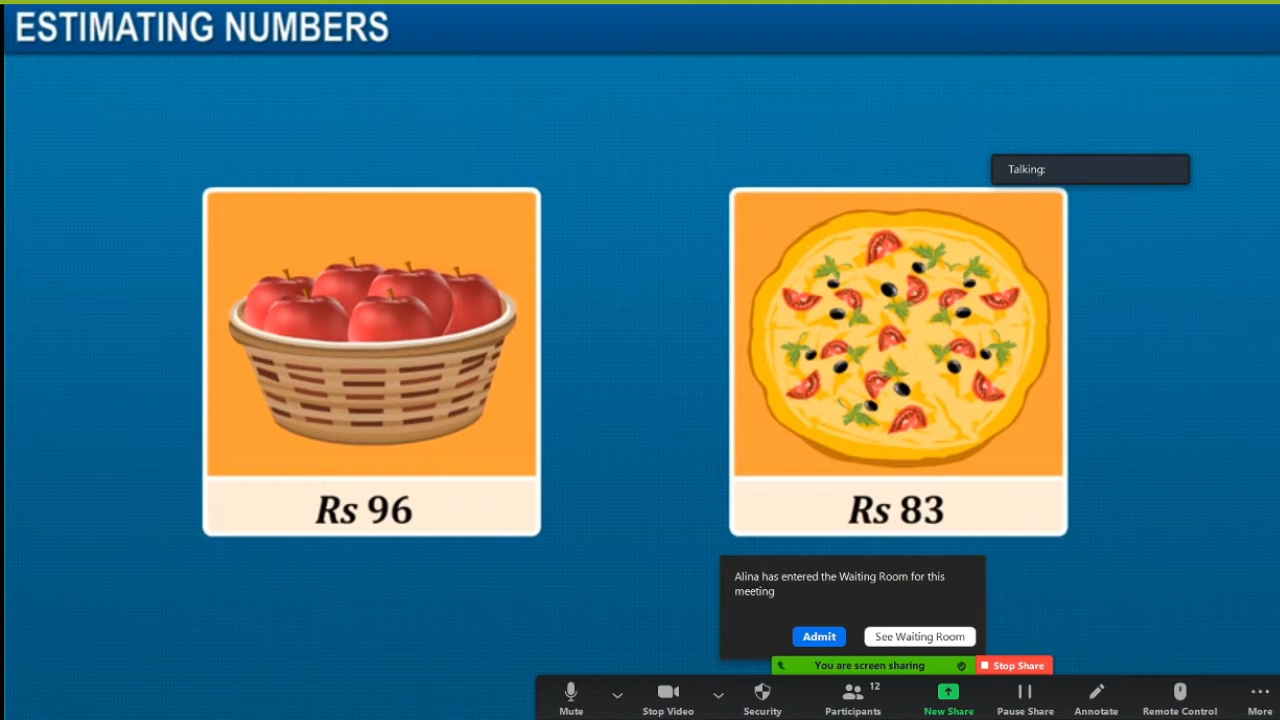 ESTIMATING NUMBERS
Talking:
Rs 96
Rs 83
Alina has entered the Waiting Room for this
meeting
Admit
See Waiting Room
You are screen sharing
Stop Share
12
Mute
Stop Video
Security
Participants
New Share
Pause Share
Annotate
Remote Control
More